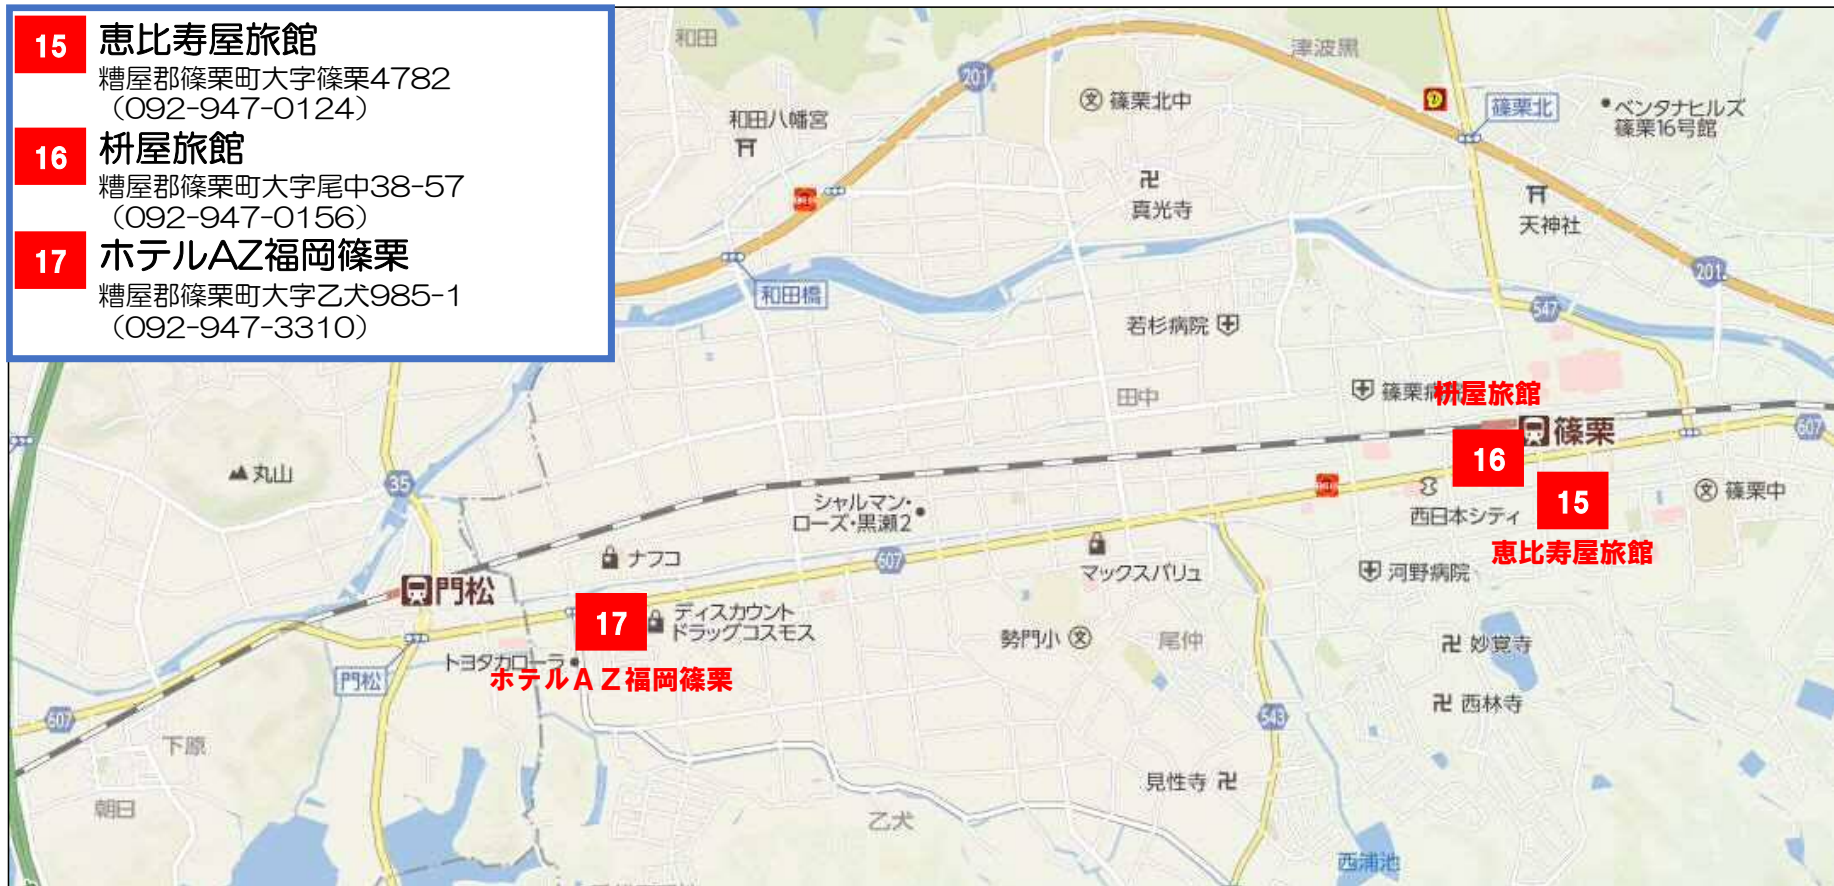 15 恵比寿屋旅館
糟屋郡篠栗町大字篠栗4782
（092-947-0124）
16 枡屋旅館
糟屋郡篠栗町大字尾中38-57
（092-947-0156）
17 ホテルAZ福岡篠栗
糟屋郡篠栗町大字乙犬985-1
（092-947-3310）
和田
津波黒
201
篠栗北中
篠栗北
ベンタナヒルズ
篠栗16号館
和田八幡宮
真光寺
天神社
201
和田橋
547
若杉病院
田中
篠栗病院
枡屋旅館
篠栗
607
16
丸山
35
シャルマン・
ローズ・黒瀬2
15
篠栗中
西日本シティ
恵比寿屋旅館
ナフコ
607
マックスバリュ
河野病院
門松
17
ディスカウント
ドラッグコスモス
勢門小
尾仲
妙覚寺
トヨタカローラ
ホテルＡＺ福岡篠栗
門松
西林寺
607
543
下原
見性寺
朝日
乙犬
西浦池